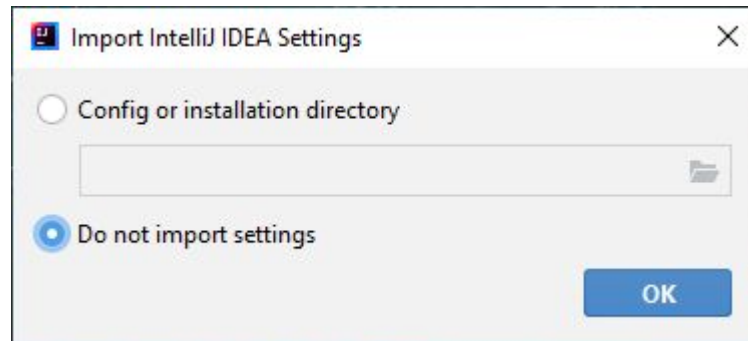 Import IntelliJ IDEA Settings
Config or installation directory
Do not import settings
OK